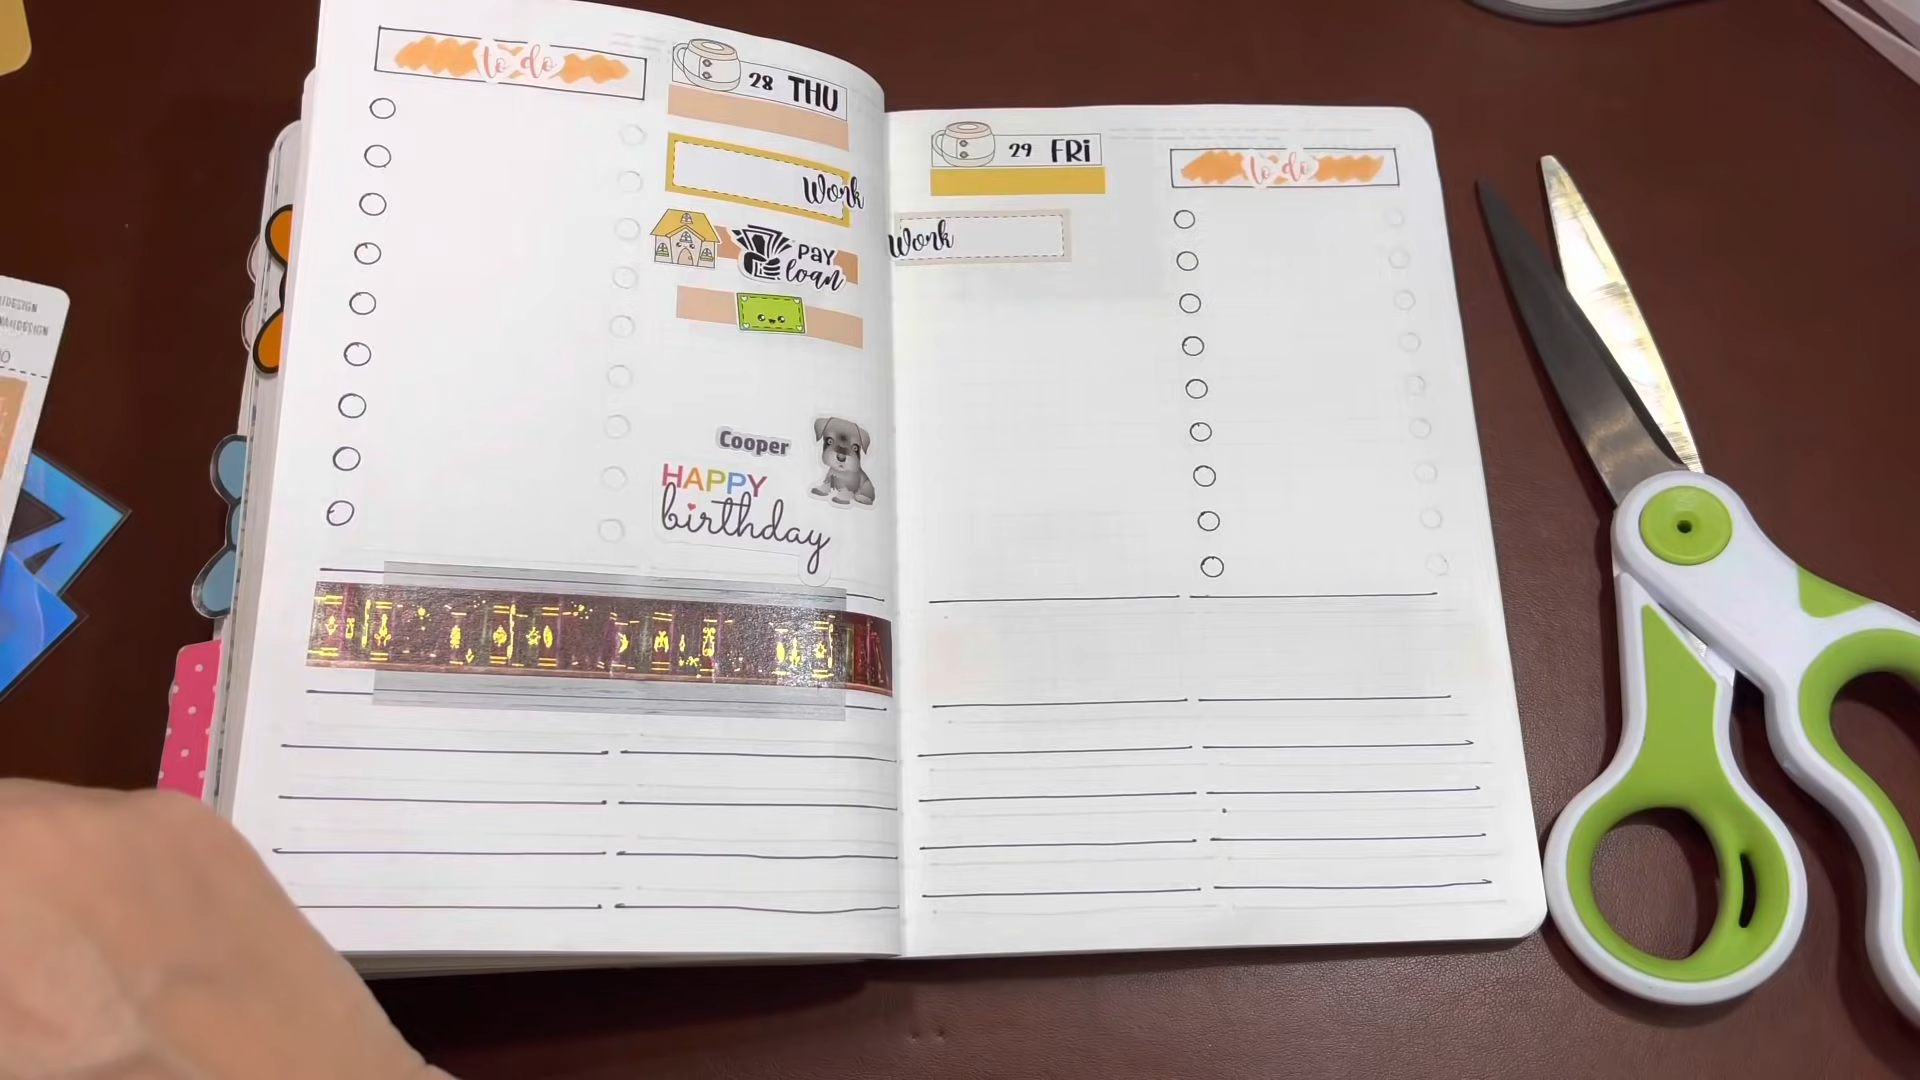 to do
28 THU
Work
PAY
loan
Cooper
HAPPY
birthday
29 FRi
to do
Work